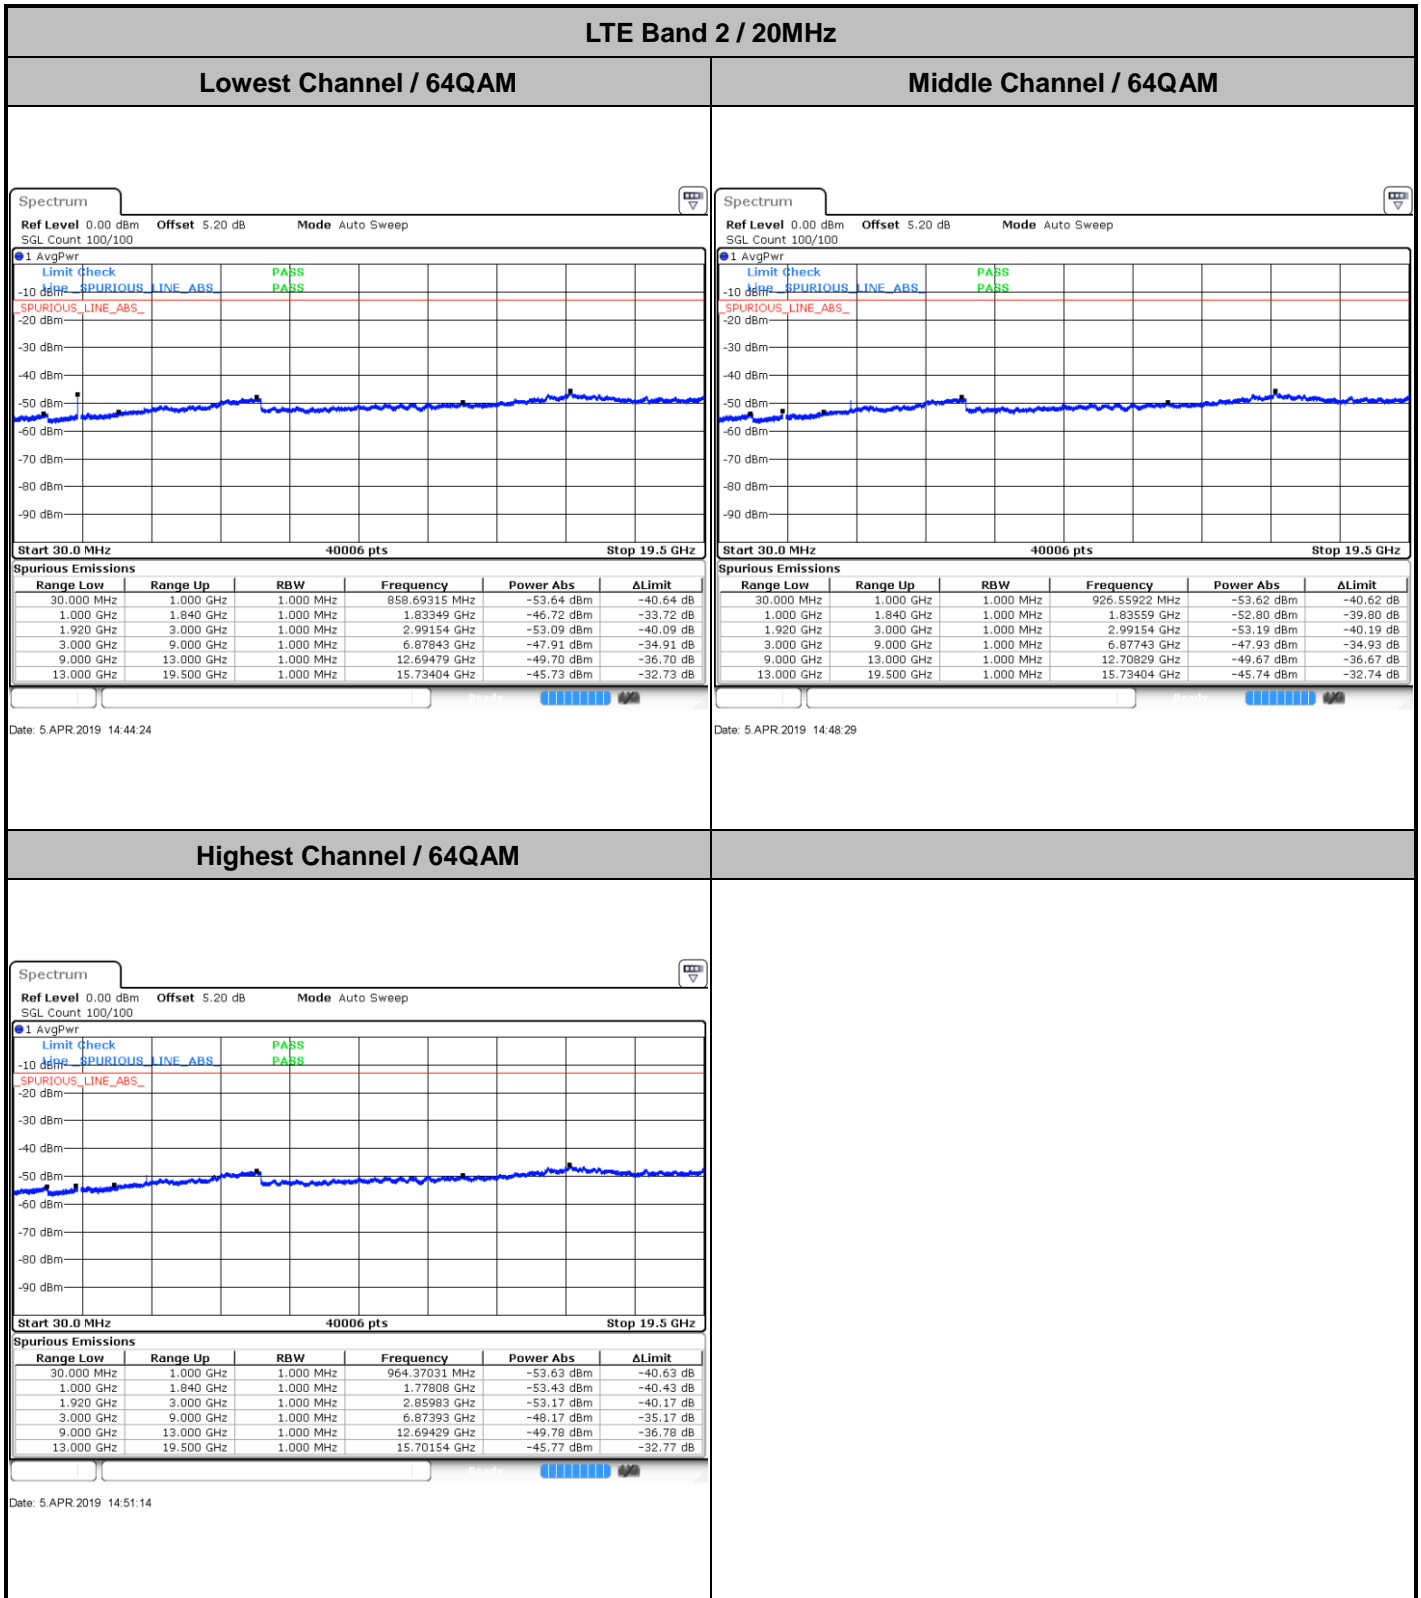 LTE Band 2 / 20MHz
Lowest Channel / 64QAM
Middle Channel / 64QAM
Spectrum
Ref Level 0.00 dBm Offset 5.20 dB Mode Auto Sweep
SGL Count 100/100
1 AvgPwr
Limit Check PASS
Line _SPURIOUS_LINE_ABS_ PASS
-10 dBm
_SPURIOUS_LINE_ABS_
-20 dBm
-30 dBm
-40 dBm
-50 dBm
-60 dBm
-70 dBm
-80 dBm
-90 dBm
Start 30.0 MHz 40006 pts Stop 19.5 GHz
Spurious Emissions
Range Low Range Up RBW Frequency Power Abs ΔLimit
30.000 MHz 1.000 GHz 1.000 MHz 858.69315 MHz -53.64 dBm -40.64 dB
1.000 GHz 1.840 GHz 1.000 MHz 1.83349 GHz -46.72 dBm -33.72 dB
1.920 GHz 3.000 GHz 1.000 MHz 2.99154 GHz -53.09 dBm -40.09 dB
3.000 GHz 9.000 GHz 1.000 MHz 6.87843 GHz -47.91 dBm -34.91 dB
9.000 GHz 13.000 GHz 1.000 MHz 12.69479 GHz -49.70 dBm -36.70 dB
13.000 GHz 19.500 GHz 1.000 MHz 15.73404 GHz -45.73 dBm -32.73 dB
Date: 5.APR.2019 14:44:24
Spectrum
Ref Level 0.00 dBm Offset 5.20 dB Mode Auto Sweep
SGL Count 100/100
1 AvgPwr
Limit Check PASS
Line _SPURIOUS_LINE_ABS_ PASS
-10 dBm
_SPURIOUS_LINE_ABS_
-20 dBm
-30 dBm
-40 dBm
-50 dBm
-60 dBm
-70 dBm
-80 dBm
-90 dBm
Start 30.0 MHz 40006 pts Stop 19.5 GHz
Spurious Emissions
Range Low Range Up RBW Frequency Power Abs ΔLimit
30.000 MHz 1.000 GHz 1.000 MHz 926.55922 MHz -53.62 dBm -40.62 dB
1.000 GHz 1.840 GHz 1.000 MHz 1.83559 GHz -52.80 dBm -39.80 dB
1.920 GHz 3.000 GHz 1.000 MHz 2.99154 GHz -53.19 dBm -40.19 dB
3.000 GHz 9.000 GHz 1.000 MHz 6.87743 GHz -47.93 dBm -34.93 dB
9.000 GHz 13.000 GHz 1.000 MHz 12.70829 GHz -49.67 dBm -36.67 dB
13.000 GHz 19.500 GHz 1.000 MHz 15.73404 GHz -45.74 dBm -32.74 dB
Date: 5.APR.2019 14:48:29
Highest Channel / 64QAM
Spectrum
Ref Level 0.00 dBm Offset 5.20 dB Mode Auto Sweep
SGL Count 100/100
1 AvgPwr
Limit Check PASS
Line _SPURIOUS_LINE_ABS_ PASS
-10 dBm
_SPURIOUS_LINE_ABS_
-20 dBm
-30 dBm
-40 dBm
-50 dBm
-60 dBm
-70 dBm
-80 dBm
-90 dBm
Start 30.0 MHz 40006 pts Stop 19.5 GHz
Spurious Emissions
Range Low Range Up RBW Frequency Power Abs ΔLimit
30.000 MHz 1.000 GHz 1.000 MHz 964.37031 MHz -53.63 dBm -40.63 dB
1.000 GHz 1.840 GHz 1.000 MHz 1.77808 GHz -53.43 dBm -40.43 dB
1.920 GHz 3.000 GHz 1.000 MHz 2.85983 GHz -53.17 dBm -40.17 dB
3.000 GHz 9.000 GHz 1.000 MHz 6.87393 GHz -48.17 dBm -35.17 dB
9.000 GHz 13.000 GHz 1.000 MHz 12.69429 GHz -49.78 dBm -36.78 dB
13.000 GHz 19.500 GHz 1.000 MHz 15.70154 GHz -45.77 dBm -32.77 dB
Date: 5.APR.2019 14:51:14